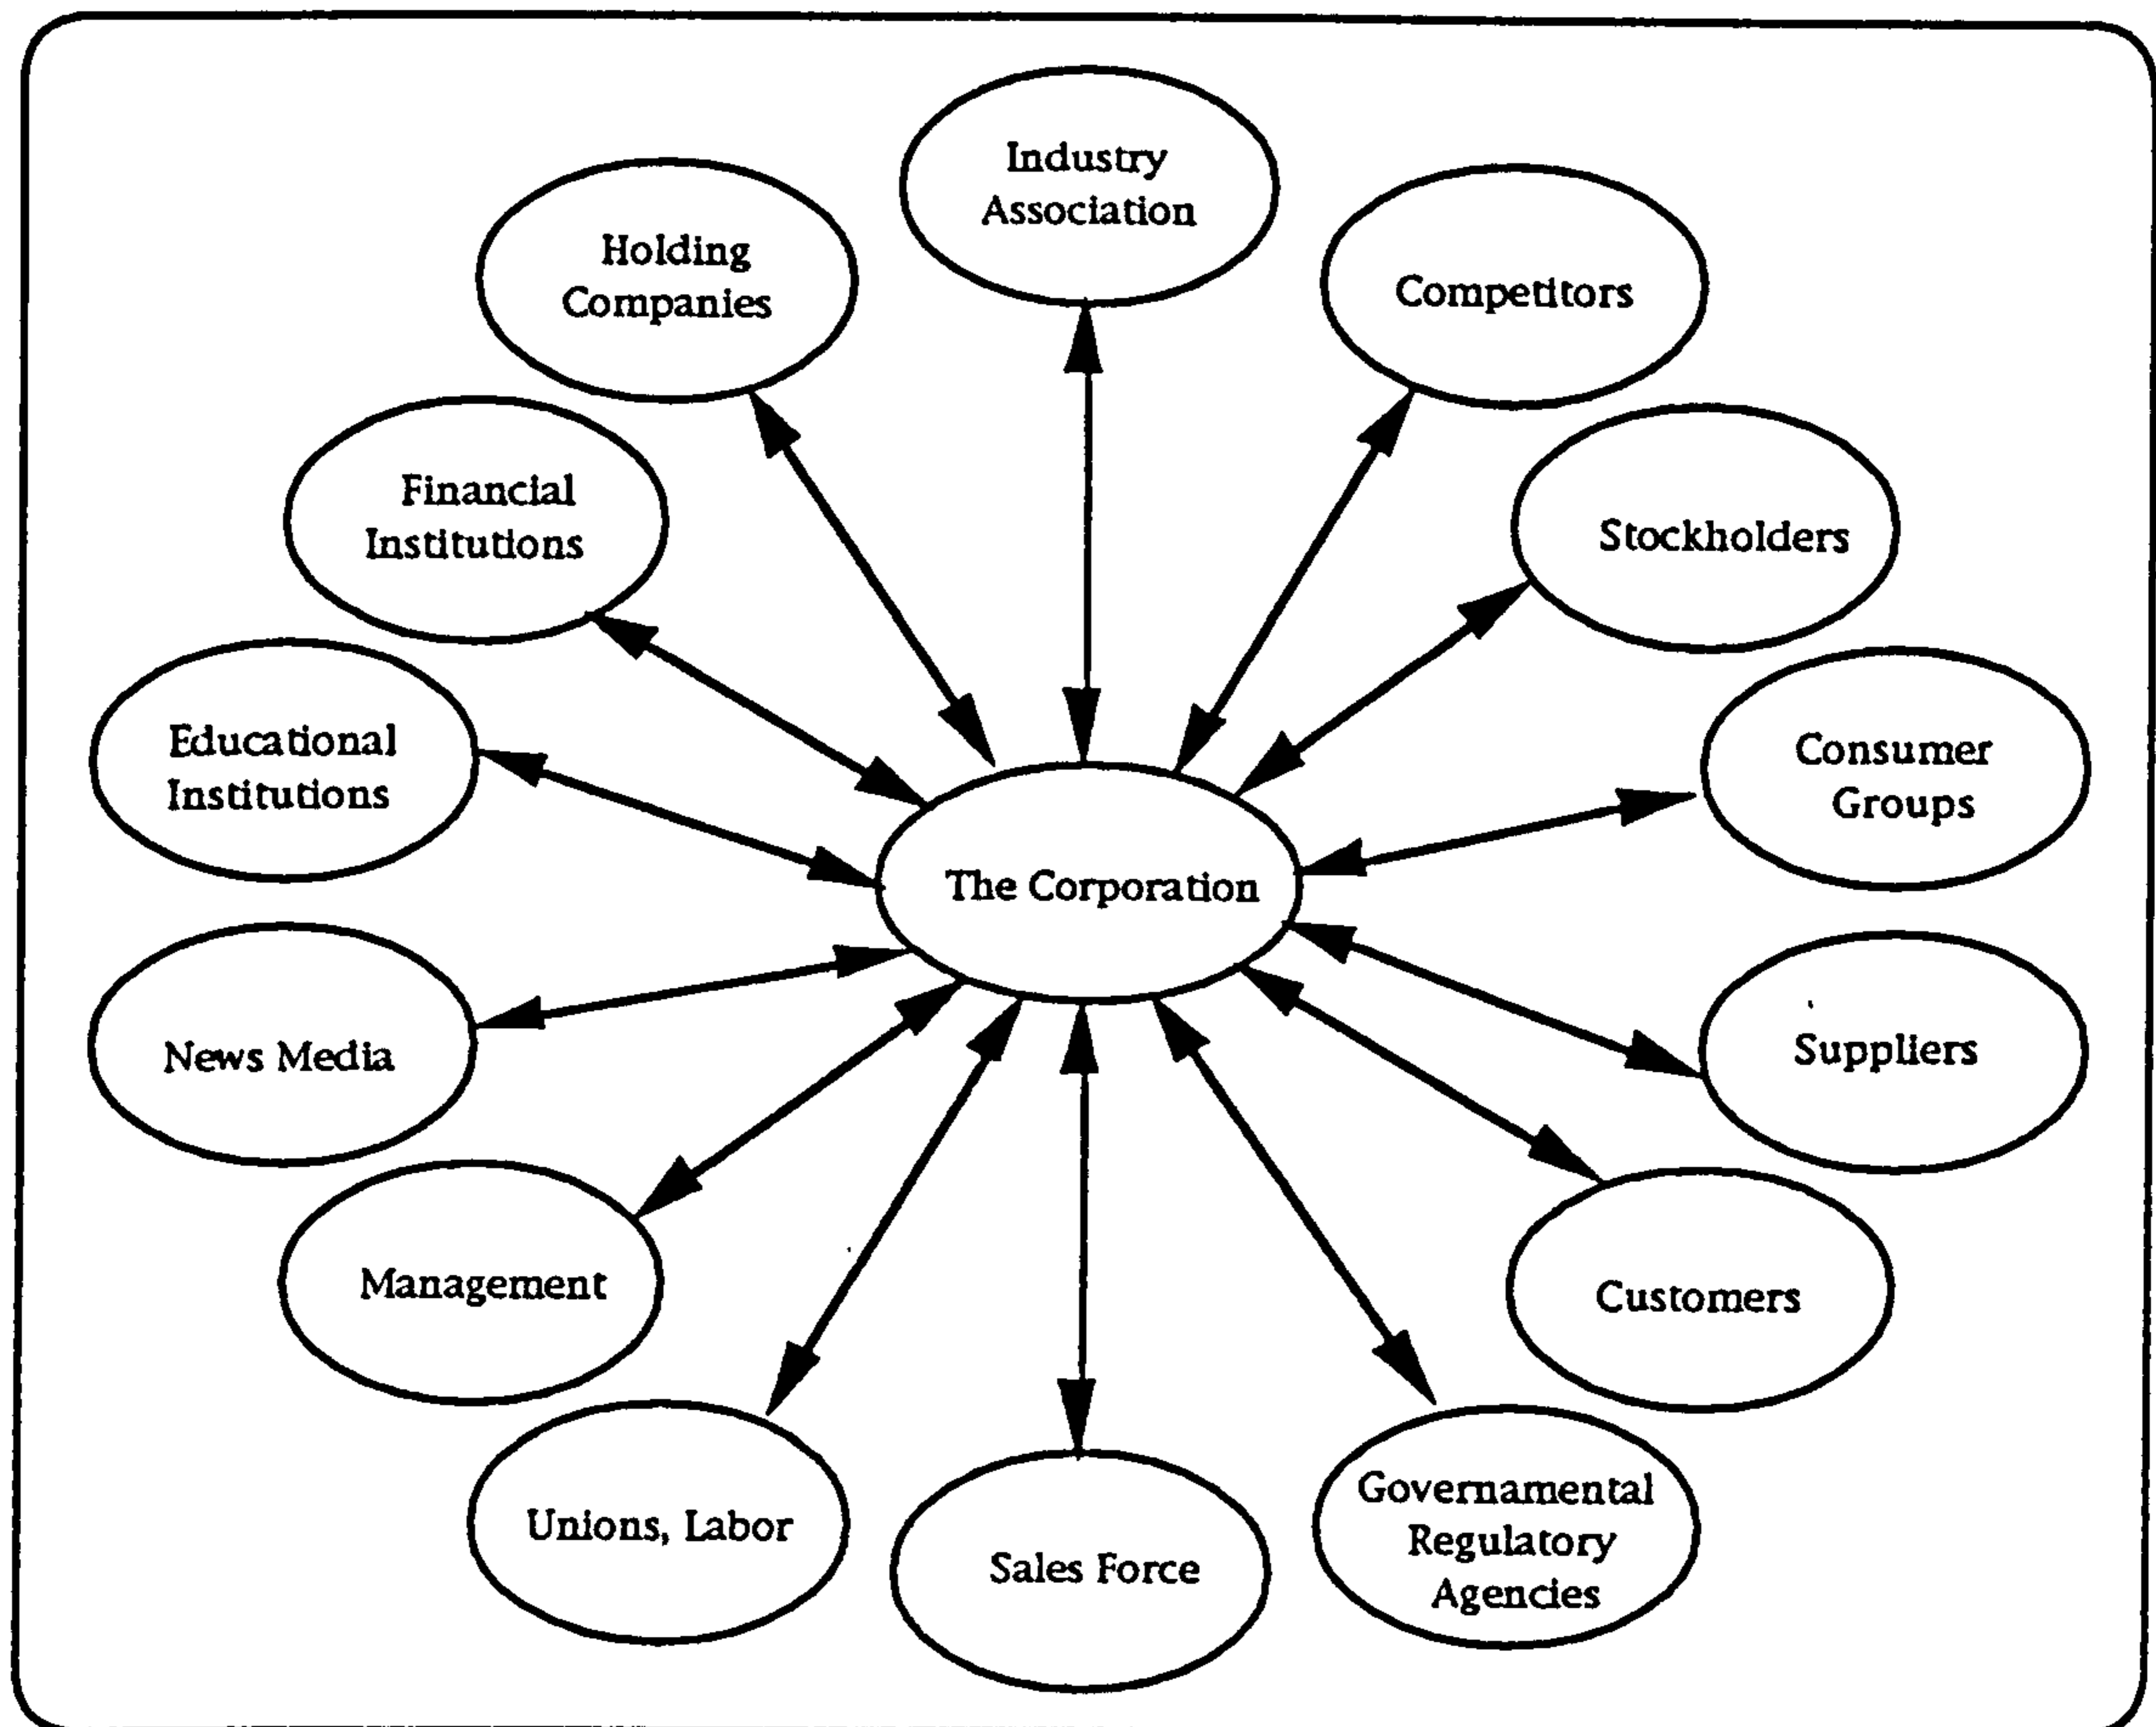 Industry
Association
Holding
Companies
Competitors
Financial
Institutions
Stockholders
Educational
Institutions
Consumer
Groups
The Corporation
News Media
Suppliers
Management
Customers
Unions, Labor
Sales Force
Governamental
Regulatory
Agencies